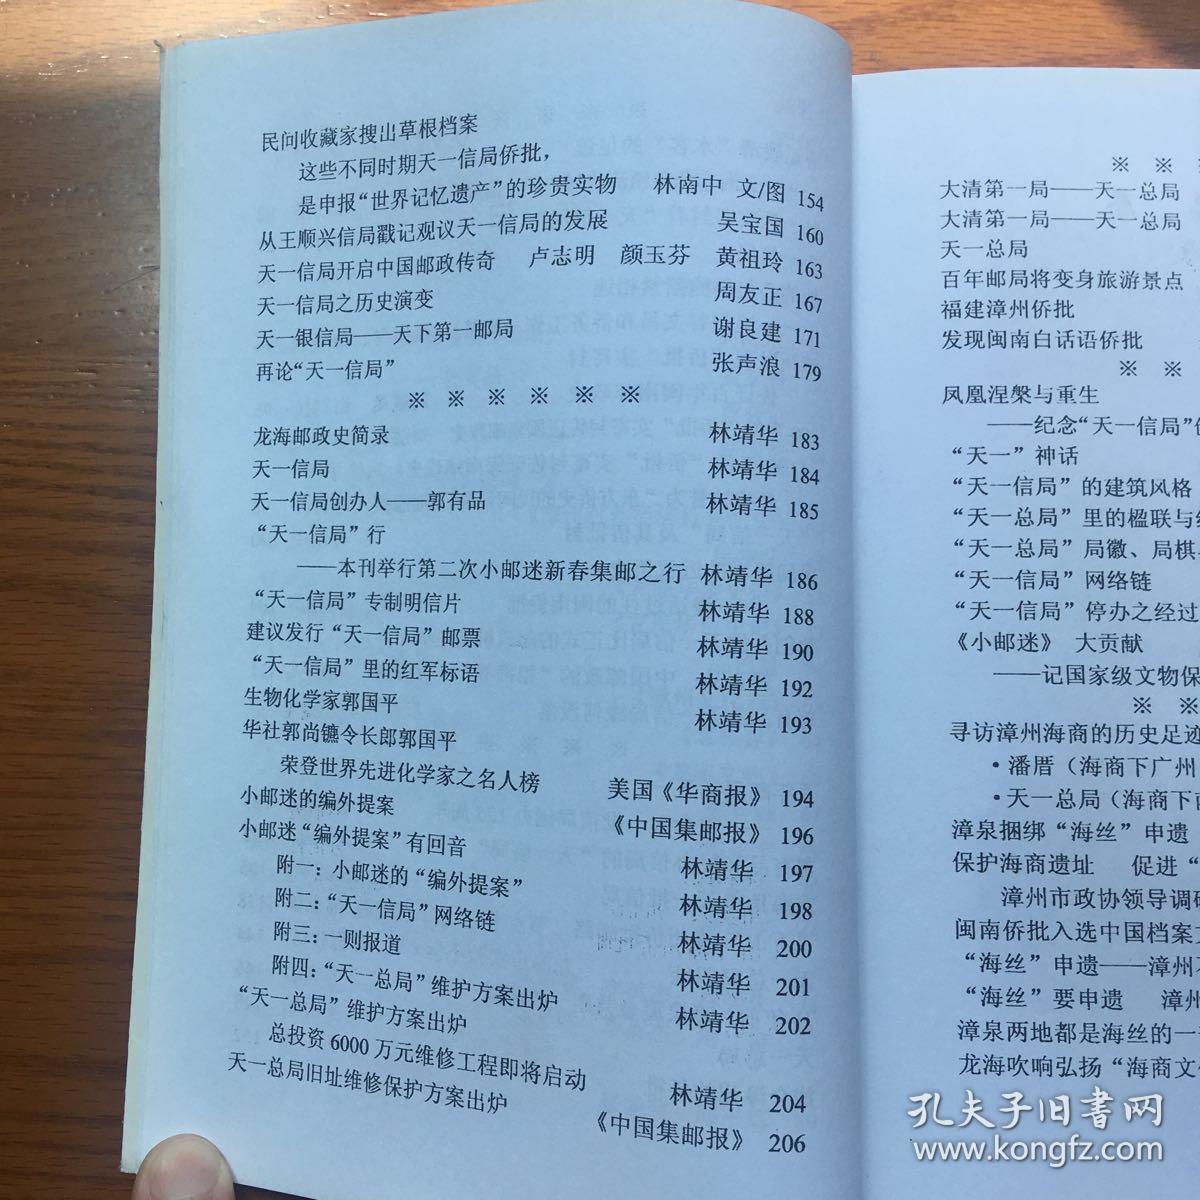 民间收藏家搜出草根档案
这些不同时期天一信局侨批，
是申报“世界记忆遗产”的珍贵实物 林南中 文/图 154
从王顺兴信局戳记观议天一信局的发展 吴宝国 160
天一信局开启中国邮政传奇 卢志明 颜玉芬 黄祖玲 163
天一信局之历史演变 周友正 167
天一银信局——天下第一邮局 谢良建 171
再论“天一信局” 张声浪 179
※ ※ ※ ※ ※ ※
龙海邮政史简录 林靖华 183
天一信局 林靖华 184
天一信局创办人——郭有品 林靖华 185
“天一信局”行
——本刊举行第二次小邮迷新春集邮之行 林靖华 186
“天一信局”专制明信片 林靖华 188
建议发行“天一信局”邮票 林靖华 190
“天一信局”里的红军标语 林靖华 192
生物化学家郭国平 林靖华 193
华社郭尚镳令长郎郭国平
荣登世界先进化学家之名人榜 美国《华商报》 194
小邮迷的编外提案 《中国集邮报》 196
小邮迷“编外提案”有回音 林靖华 197
附一：小邮迷的“编外提案” 林靖华 198
附二：“天一信局”网络链 林靖华 200
附三：一则报道 林靖华 201
附四：“天一总局”维护方案出炉 林靖华 202
“天一总局”维护方案出炉
总投资6000万元维修工程即将启动 林靖华 204
天一总局旧址维修保护方案出炉 《中国集邮报》 206
※ ※
大清第一局——天一总局
大清第一局——天一总局
天一总局
百年邮局将变身旅游景点
福建漳州侨批
发现闽南白话语侨批
※ ※
凤凰涅槃与重生
——纪念“天一信局”
“天一”神话
“天一信局”的建筑风格
“天一总局”里的楹联与
“天一总局”局徽、局棋
“天一信局”网络链
“天一信局”停办之经过
《小邮迷》 大贡献
——记国家级文物保
※ ※
寻访漳州海商的历史足迹
·潘厝（海商下广州
·天一总局（海商下
漳泉捆绑“海丝”申遗
保护海商遗址 促进“
漳州市政协领导调研
闽南侨批入选中国档案
“海丝”申遗——漳州
“海丝”要申遗 漳州
漳泉两地都是海丝的一
龙海吹响弘扬“海商文
孔夫子旧书网
www.kongfz.com